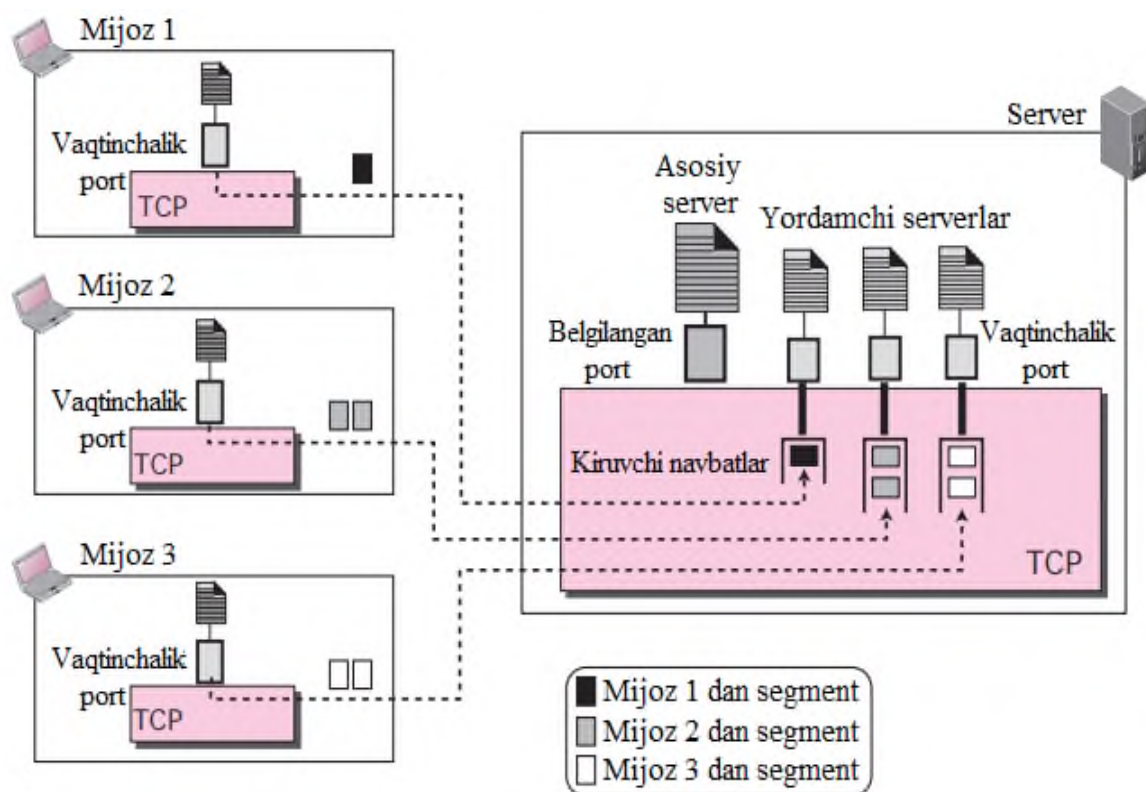 Mijoz 1
Vaqtinchalik
port
TCP
Mijoz 2
Vaqtinchalik
port
TCP
Mijoz 3
Vaqtinchalik
port
TCP
Server
Asosiy
server
Yordamchi serverlar
Belgilangan
port
Vaqtinchalik
port
Kiruvchi navbatlar
TCP
Mijoz 1 dan segment
Mijoz 2 dan segment
Mijoz 3 dan segment